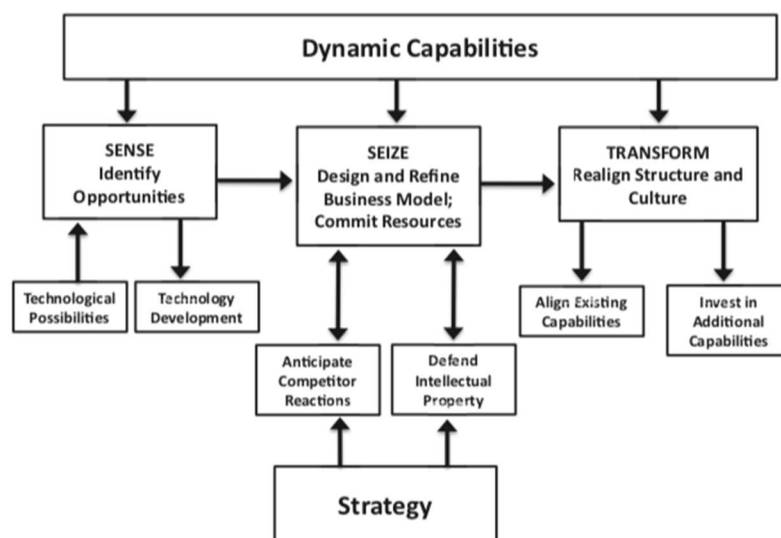 Dynamic Capabilities
SENSE
Identify
Opportunities
SEIZE
Design and Refine
Business Model;
Commit Resources
TRANSFORM
Realign Structure and
Culture
Technological
Possibilities
Technology
Development
Align Existing
Capabilities
Invest in
Additional
Capabilities
Anticipate
Competitor
Reactions
Defend
Intellectual
Property
Strategy